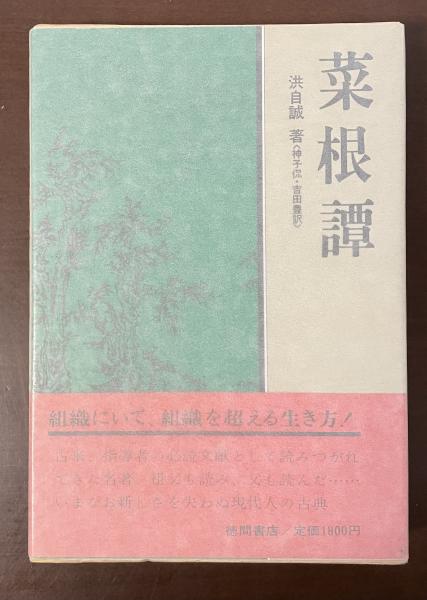 菜根譚
洪自誠 著〈神子侃・吉田豊訳〉
組織にいて、組織を超える生き方！
古来、指導者の必読文献として読みつがれ
てきた名著。祖父も読み、父も読んだ……
いまなお新しさを失わぬ現代人の古典
徳間書店／定価1800円